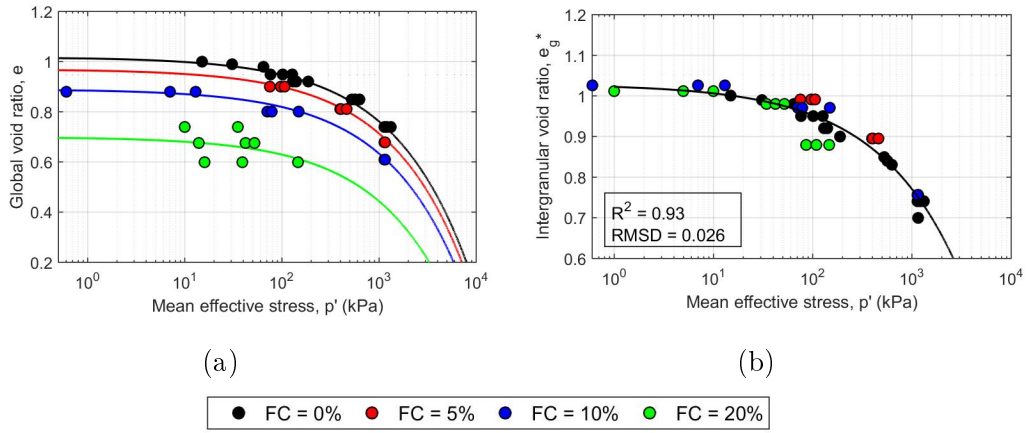 1.2
1
0.8
0.6
0.4
0.2
Global void ratio, e
10^0 10^1 10^2 10^3 10^4
Mean effective stress, p' (kPa)
(a)
1.2
1.1
1.0
0.9
0.8
0.7
0.6
Intergranular void ratio, e_g*
R^2 = 0.93
RMSD = 0.026
10^0 10^1 10^2 10^3 10^4
Mean effective stress, p' (kPa)
(b)
FC = 0% FC = 5% FC = 10% FC = 20%